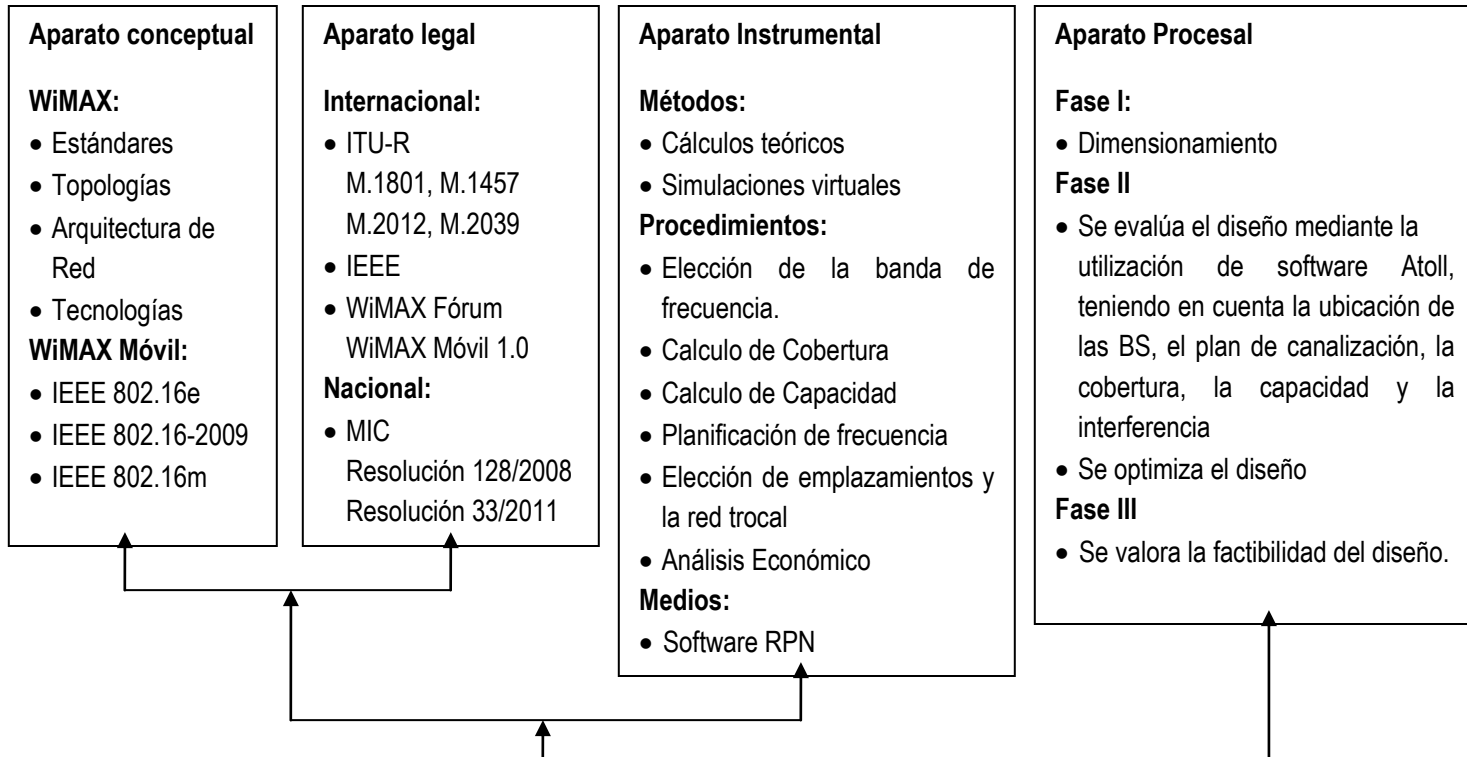 Aparato conceptual
WiMAX:
• Estándares
• Topologías
• Arquitectura de
Red
• Tecnologías
WiMAX Móvil:
• IEEE 802.16e
• IEEE 802.16-2009
• IEEE 802.16m
Aparato legal
Internacional:
• ITU-R
M.1801, M.1457
M.2012, M.2039
• IEEE
• WiMAX Fórum
WiMAX Móvil 1.0
Nacional:
• MIC
Resolución 128/2008
Resolución 33/2011
Aparato Instrumental
Métodos:
• Cálculos teóricos
• Simulaciones virtuales
Procedimientos:
• Elección de la banda de
frecuencia.
• Calculo de Cobertura
• Calculo de Capacidad
• Planificación de frecuencia
• Elección de emplazamientos y
la red trocal
• Análisis Económico
Medios:
• Software RPN
Aparato Procesal
Fase I:
• Dimensionamiento
Fase II
• Se evalúa el diseño mediante la
utilización de software Atoll,
teniendo en cuenta la ubicación de
las BS, el plan de canalización, la
cobertura, la capacidad y la
interferencia
• Se optimiza el diseño
Fase III
• Se valora la factibilidad del diseño.